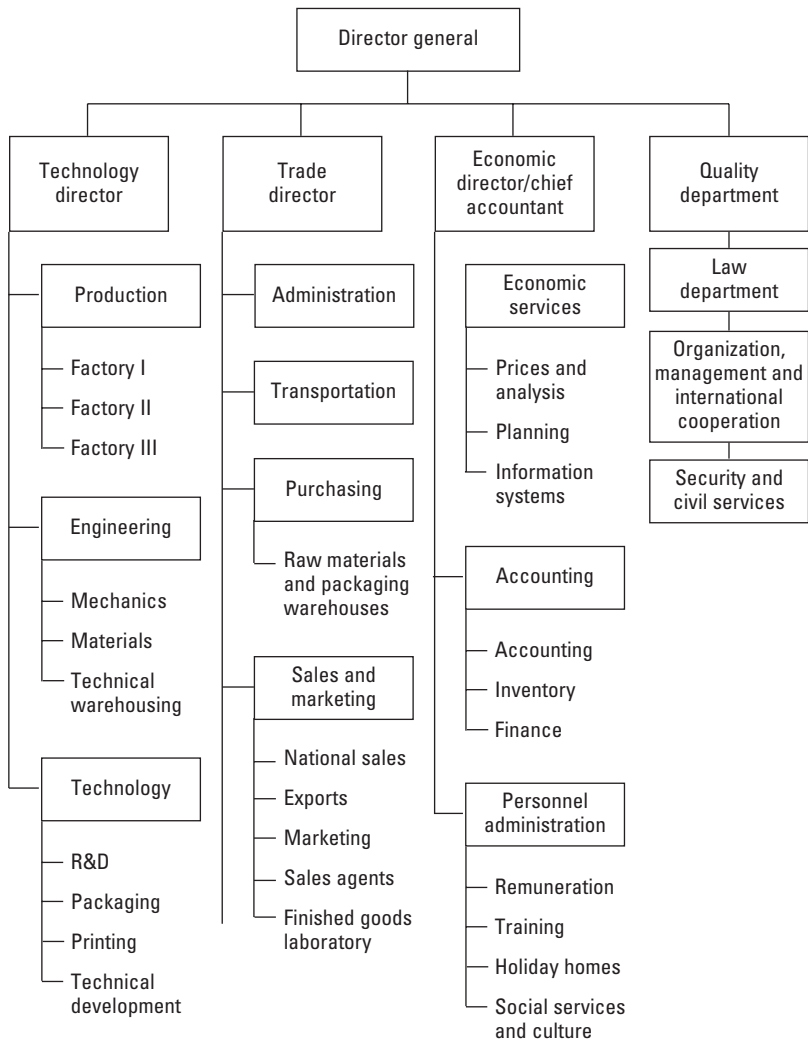 Director general
Technology
director
Trade
director
Economic
director/chief
accountant
Quality
department
Production
Factory I
Factory II
Factory III
Engineering
Mechanics
Materials
Technical
warehousing
Technology
R&D
Packaging
Printing
Technical
development
Administration
Transportation
Purchasing
Raw materials
and packaging
warehouses
Sales and
marketing
National sales
Exports
Marketing
Sales agents
Finished goods
laboratory
Economic
services
Prices and
analysis
Planning
Information
systems
Accounting
Accounting
Inventory
Finance
Personnel
administration
Remuneration
Training
Holiday homes
Social services
and culture
Law
department
Organization,
management and
international
cooperation
Security and
civil services